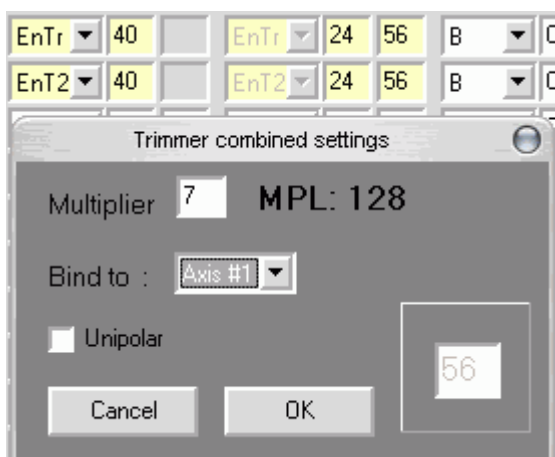 EnTr 40 EnTr 24 56 B
EnT2 40 EnT2 24 56 B
Trimmer combined settings
Multiplier 7 MPL: 128
Bind to : Axis #1
Unipolar
56
Cancel OK